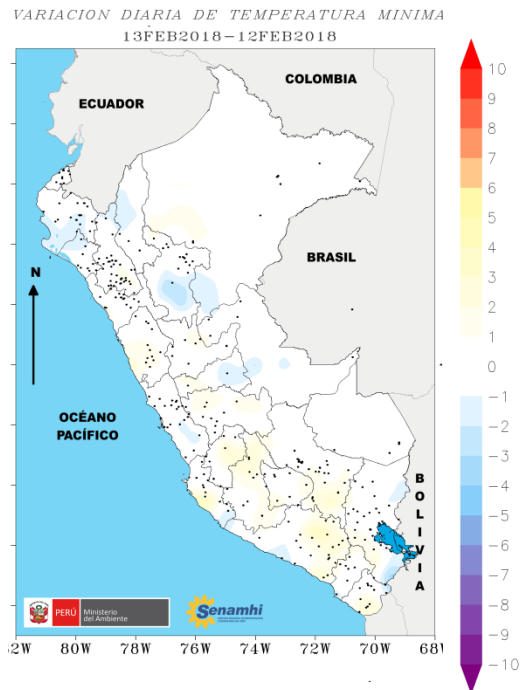 VARIACION DIARIA DE TEMPERATURA MINIMA
13FEB2018-12FEB2018
COLOMBIA
ECUADOR
BRASIL
N
OCÉANO
PACÍFICO
BOLIVIA
PERÚ
Ministerio
del Ambiente
Senamhi
82W 80W 78W 76W 74W 72W 70W 68W
10
9
8
7
6
5
4
3
2
1
0
-1
-2
-3
-4
-5
-6
-7
-8
-9
-10